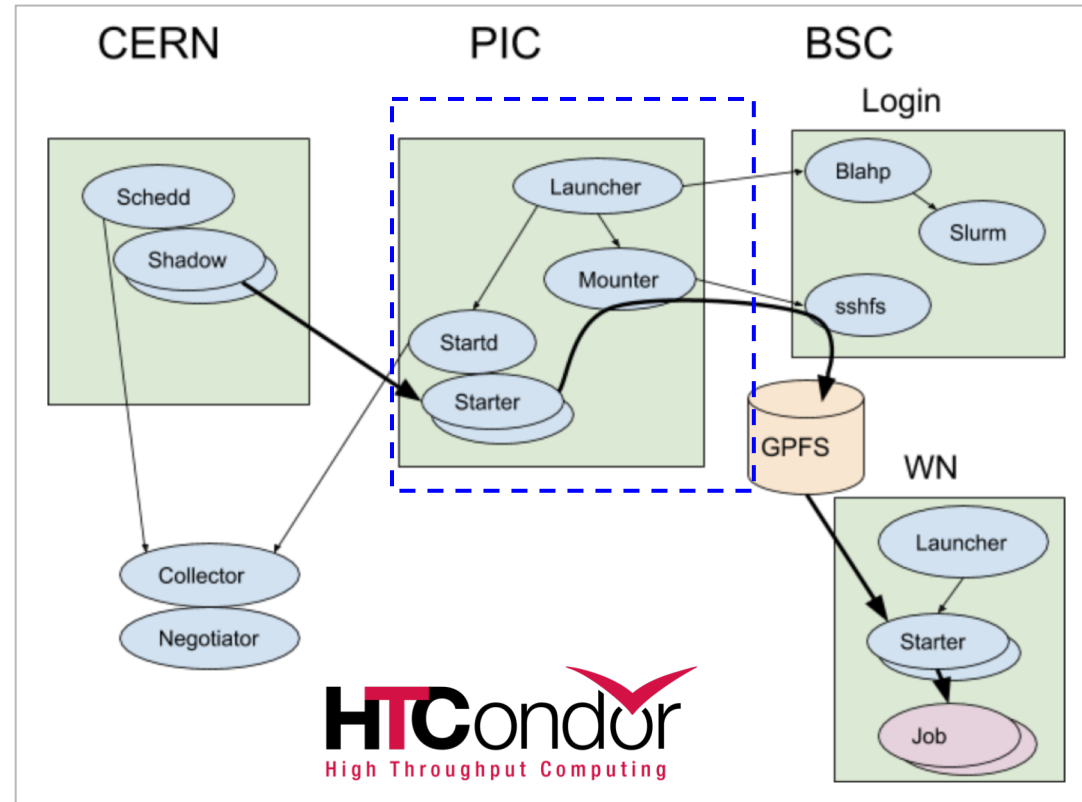 CERN
PIC
BSC
Login
Schedd
Shadow
Launcher
Mounter
Startd
Starter
Blahp
Slurm
sshfs
GPFS
WN
Launcher
Starter
Job
Collector
Negotiator
HTCondor
High Throughput Computing